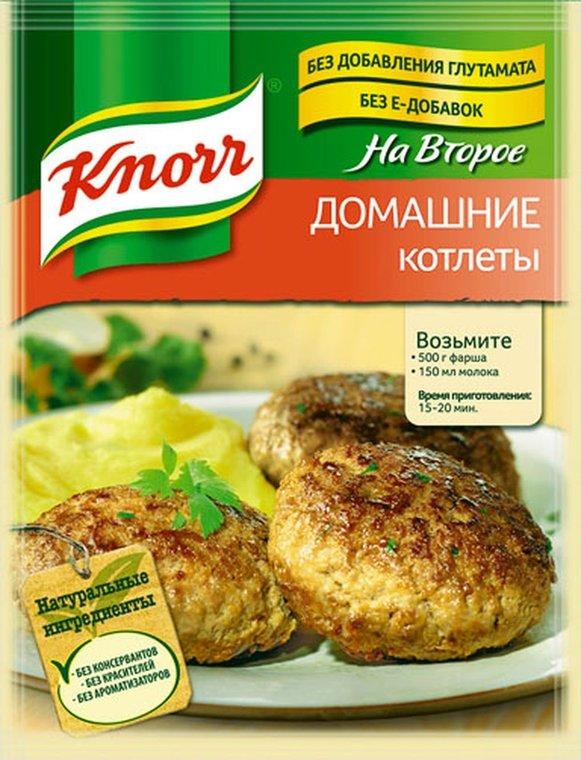 БЕЗ ДОБАВЛЕНИЯ ГЛУТАМАТА
БЕЗ Е-ДОБАВОК
Knorr ®
На Второе
ДОМАШНИЕ
котлеты
Возьмите
• 500 г фарша
• 150 мл молока
Время приготовления:
15-20 мин.
Натуральные
ингредиенты
- БЕЗ КОНСЕРВАНТОВ
- БЕЗ КРАСИТЕЛЕЙ
- БЕЗ АРОМАТИЗАТОРОВ